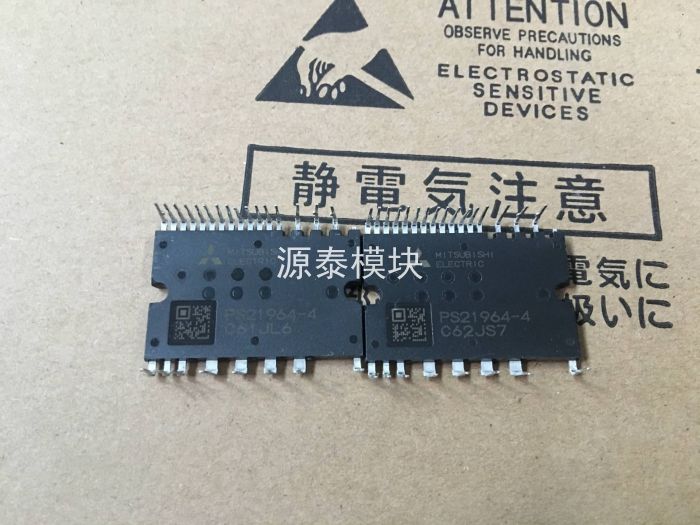 ATTENTION
OBSERVE PRECAUTIONS
FOR HANDLING
ELECTROSTATIC
SENSITIVE
DEVICES
静電気注意
電気に
扱いに
MITSUBISHI
ELECTRIC
PS21964-4
C61JL6
MITSUBISHI
ELECTRIC
PS21964-4
C62JS7
源泰模块